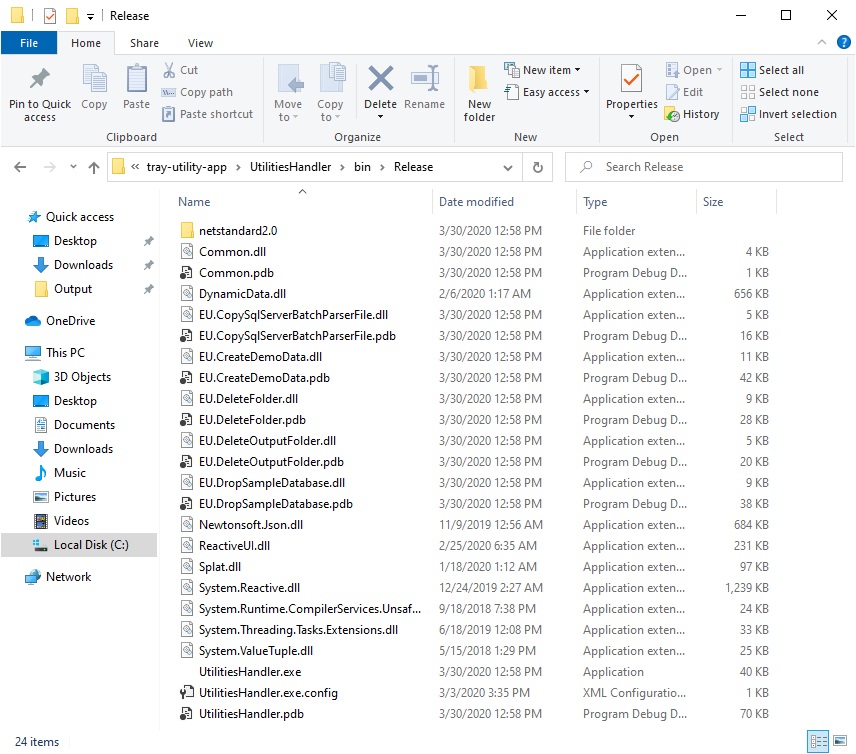 Release
File Home Share View
Pin to Quick access
Copy
Paste
Cut
Copy path
Paste shortcut
Clipboard
Move to
Copy to
Delete
Rename
Organize
New folder
New item
Easy access
New
Properties
Open
Edit
History
Open
Select all
Select none
Invert selection
Select
« tray-utility-app › UtilitiesHandler › bin › Release
Search Release
Quick access
Desktop
Downloads
Output
OneDrive
This PC
3D Objects
Desktop
Documents
Downloads
Music
Pictures
Videos
Local Disk (C:)
Network
Name Date modified Type Size
netstandard2.0 3/30/2020 12:58 PM File folder
Common.dll 3/30/2020 12:58 PM Application exten... 4 KB
Common.pdb 3/30/2020 12:58 PM Program Debug D... 1 KB
DynamicData.dll 2/6/2020 1:17 AM Application exten... 656 KB
EU.CopySqlServerBatchParserFile.dll 3/30/2020 12:58 PM Application exten... 5 KB
EU.CopySqlServerBatchParserFile.pdb 3/30/2020 12:58 PM Program Debug D... 16 KB
EU.CreateDemoData.dll 3/30/2020 12:58 PM Application exten... 11 KB
EU.CreateDemoData.pdb 3/30/2020 12:58 PM Program Debug D... 42 KB
EU.DeleteFolder.dll 3/30/2020 12:58 PM Application exten... 9 KB
EU.DeleteFolder.pdb 3/30/2020 12:58 PM Program Debug D... 28 KB
EU.DeleteOutputFolder.dll 3/30/2020 12:58 PM Application exten... 5 KB
EU.DeleteOutputFolder.pdb 3/30/2020 12:58 PM Program Debug D... 20 KB
EU.DropSampleDatabase.dll 3/30/2020 12:58 PM Application exten... 9 KB
EU.DropSampleDatabase.pdb 3/30/2020 12:58 PM Program Debug D... 38 KB
Newtonsoft.Json.dll 11/9/2019 12:56 AM Application exten... 684 KB
ReactiveUI.dll 2/25/2020 6:35 AM Application exten... 231 KB
Splat.dll 1/18/2020 1:12 AM Application exten... 97 KB
System.Reactive.dll 12/24/2019 2:27 AM Application exten... 1,239 KB
System.Runtime.CompilerServices.Unsaf... 9/18/2018 7:38 PM Application exten... 24 KB
System.Threading.Tasks.Extensions.dll 6/18/2019 12:08 PM Application exten... 33 KB
System.ValueTuple.dll 5/15/2018 1:29 PM Application exten... 25 KB
UtilitiesHandler.exe 3/30/2020 12:58 PM Application 40 KB
UtilitiesHandler.exe.config 3/3/2020 3:35 PM XML Configuratio... 1 KB
UtilitiesHandler.pdb 3/30/2020 12:58 PM Program Debug D... 70 KB
24 items